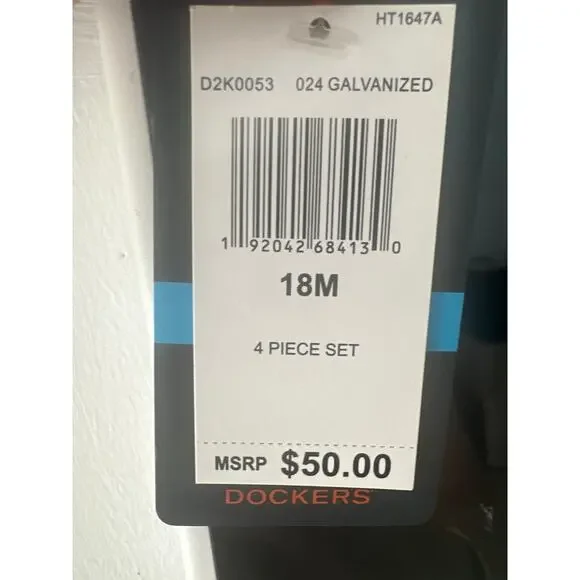 HT1647A
D2K0053 024 GALVANIZED
1 92042 68413 0
18M
4 PIECE SET
MSRP $50.00
DOCKERS